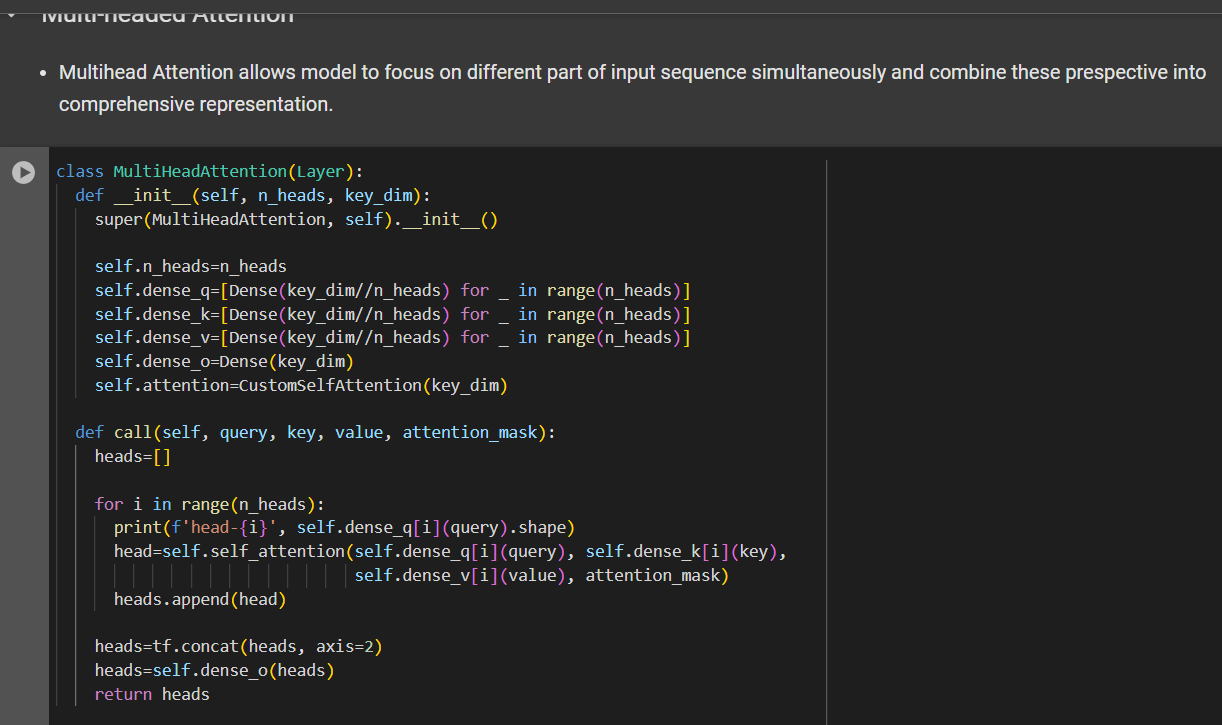 Multi-headed Attention
Multihead Attention allows model to focus on different part of input sequence simultaneously and combine these prespective into
comprehensive representation.
class MultiHeadAttention(Layer):
def __init__(self, n_heads, key_dim):
super(MultiHeadAttention, self).__init__()
self.n_heads=n_heads
self.dense_q=[Dense(key_dim//n_heads) for _ in range(n_heads)]
self.dense_k=[Dense(key_dim//n_heads) for _ in range(n_heads)]
self.dense_v=[Dense(key_dim//n_heads) for _ in range(n_heads)]
self.dense_o=Dense(key_dim)
self.attention=CustomSelfAttention(key_dim)
def call(self, query, key, value, attention_mask):
heads=[]
for i in range(n_heads):
print(f'head-{i}', self.dense_q[i](query).shape)
head=self.self_attention(self.dense_q[i](query), self.dense_k[i](key),
self.dense_v[i](value), attention_mask)
heads.append(head)
heads=tf.concat(heads, axis=2)
heads=self.dense_o(heads)
return heads